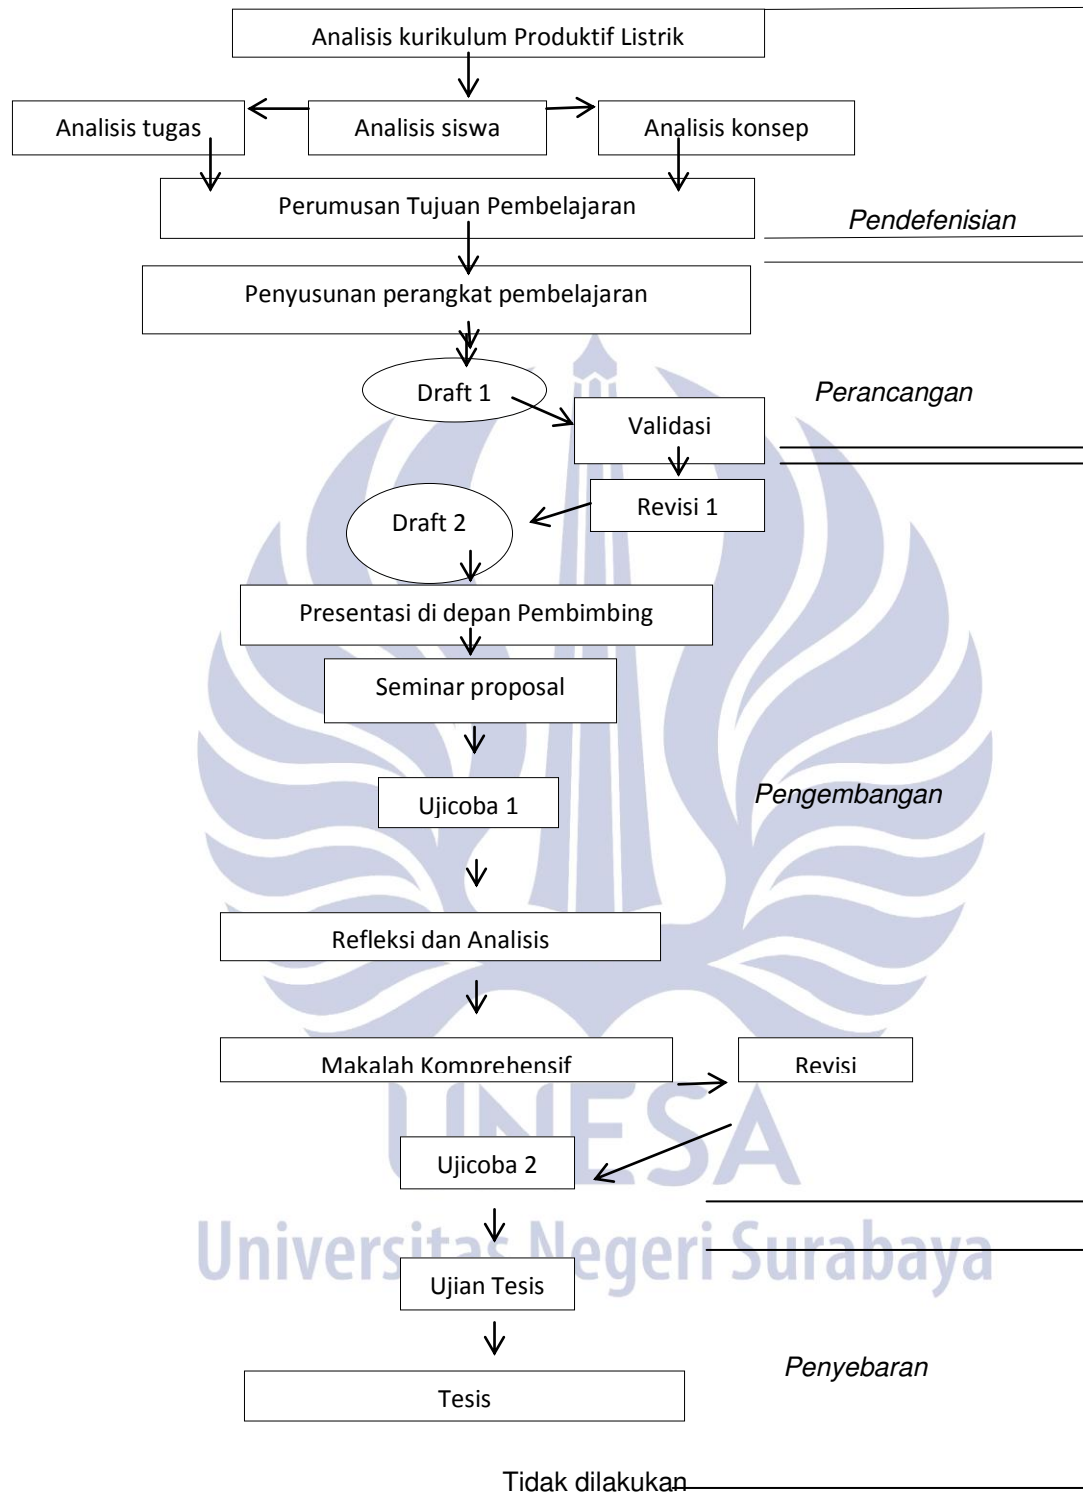 Analisis kurikulum Produktif Listrik
Analisis tugas
Analisis siswa
Analisis konsep
Perumusan Tujuan Pembelajaran
Pendefenisian
Penyusunan perangkat pembelajaran
Draft 1
Perancangan
Validasi
Revisi 1
Draft 2
Presentasi di depan Pembimbing
Seminar proposal
Ujicoba 1
Pengembangan
Refleksi dan Analisis
Makalah Komprehensif
Revisi
UNESA
Ujicoba 2
Universitas Negeri Surabaya
Ujian Tesis
Penyebaran
Tesis
Tidak dilakukan